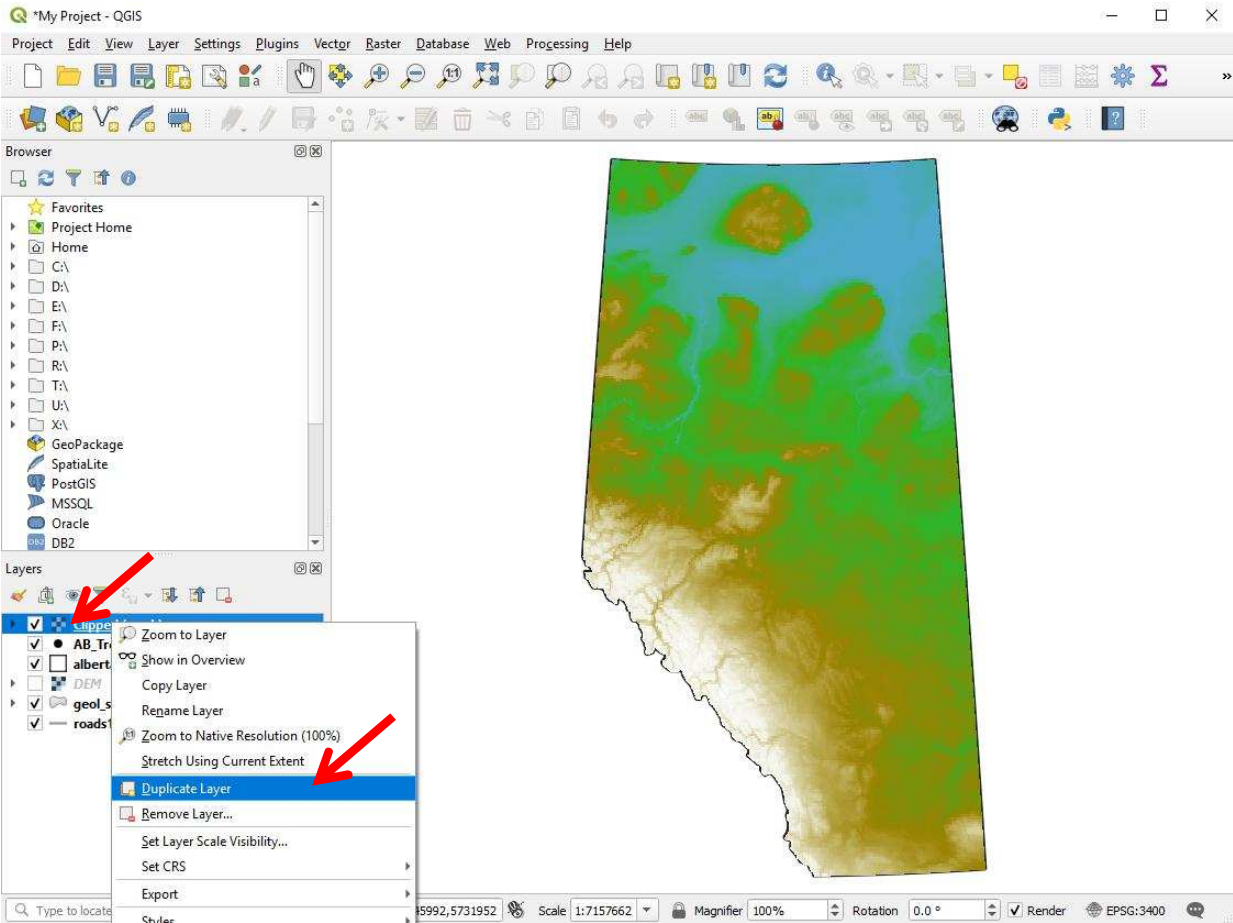 *My Project - QGIS
Project Edit View Layer Settings Plugins Vector Raster Database Web Processing Help
Browser
Favorites
Project Home
Home
C:\
D:\
E:\
F:\
P:\
R:\
T:\
U:\
X:\
GeoPackage
SpatiaLite
PostGIS
MSSQL
Oracle
DB2
Layers
Zoom to Layer
AB_Tr
Show in Overview
albert
Copy Layer
DEM
Rename Layer
geol_s
roads1
Zoom to Native Resolution (100%)
Stretch Using Current Extent
Duplicate Layer
Remove Layer...
Set Layer Scale Visibility...
Set CRS
Export
Styles
Type to locate
45992,5731952 Scale 1:7157662 Magnifier 100% Rotation 0.0 ° Render EPSG:3400